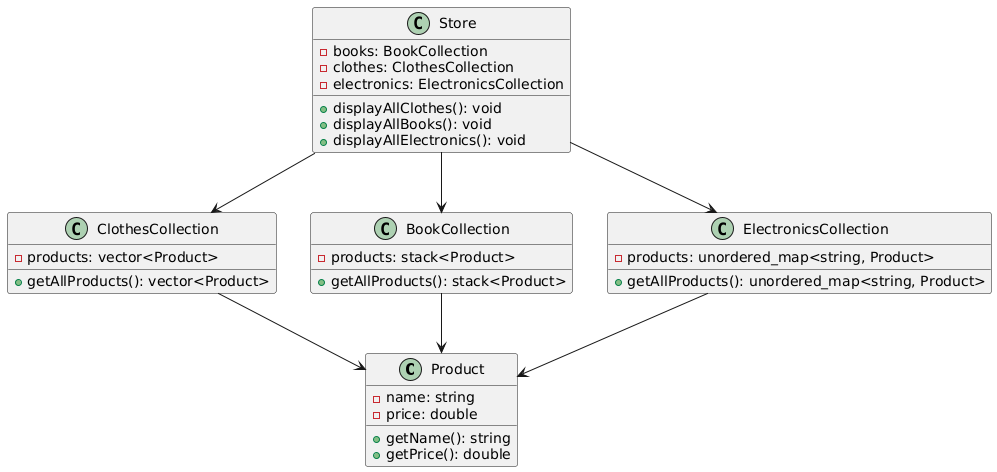 C Store
books: BookCollection
clothes: ClothesCollection
electronics: ElectronicsCollection
displayAllClothes(): void
displayAllBooks(): void
displayAllElectronics(): void
C ClothesCollection
products: vector<Product>
getAllProducts(): vector<Product>
C BookCollection
products: stack<Product>
getAllProducts(): stack<Product>
C ElectronicsCollection
products: unordered_map<string, Product>
getAllProducts(): unordered_map<string, Product>
C Product
name: string
price: double
getName(): string
getPrice(): double